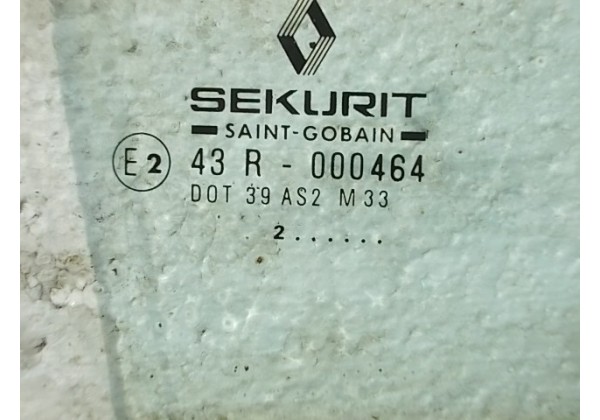 SEKURIT
SAINT-GOBAIN
E2 43 R - 000464
DOT 39 AS2 M33
2......